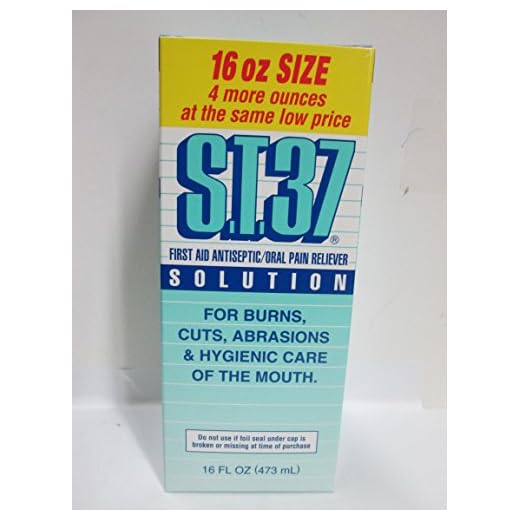 16 oz SIZE
4 more ounces
at the same low price
S.T.37®
FIRST AID ANTISEPTIC/ORAL PAIN RELIEVER
SOLUTION
FOR BURNS,
CUTS, ABRASIONS
& HYGIENIC CARE
OF THE MOUTH.
Do not use if foil seal under cap is
broken or missing at time of purchase
16 FL OZ (473 mL)